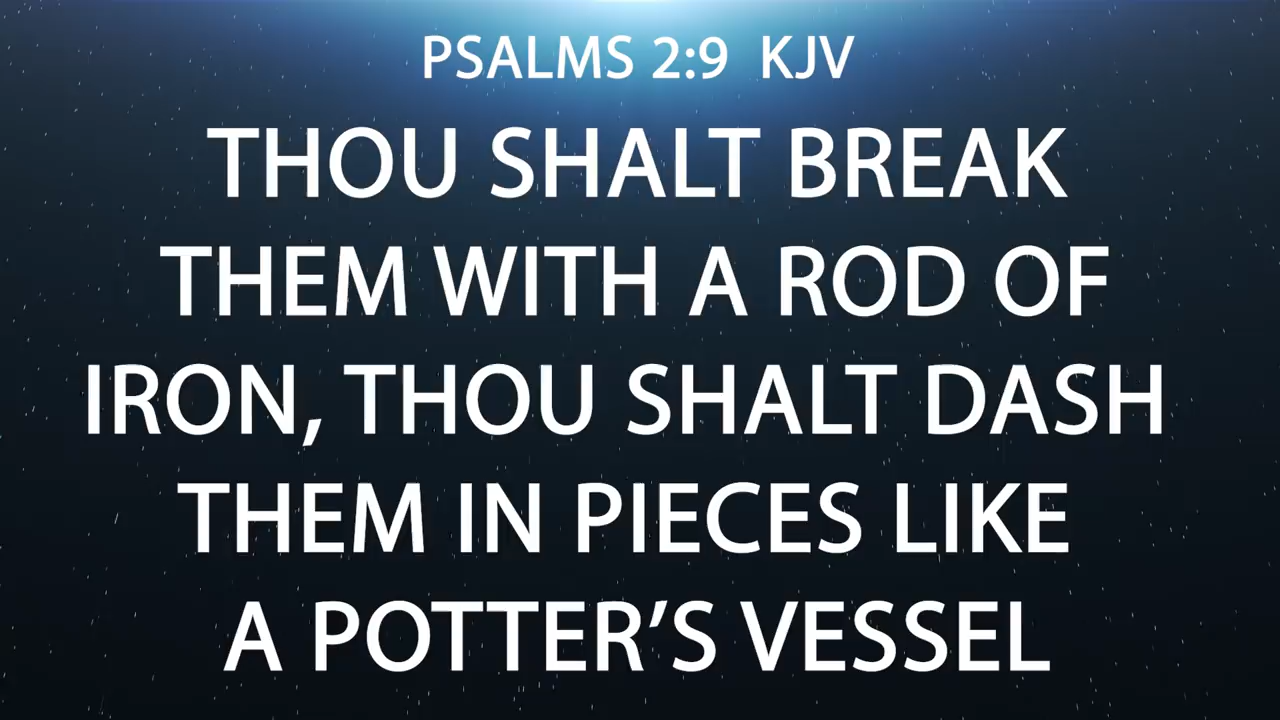 PSALMS 2:9 KJV
THOU SHALT BREAK
THEM WITH A ROD OF
IRON, THOU SHALT DASH
THEM IN PIECES LIKE
A POTTER’S VESSEL